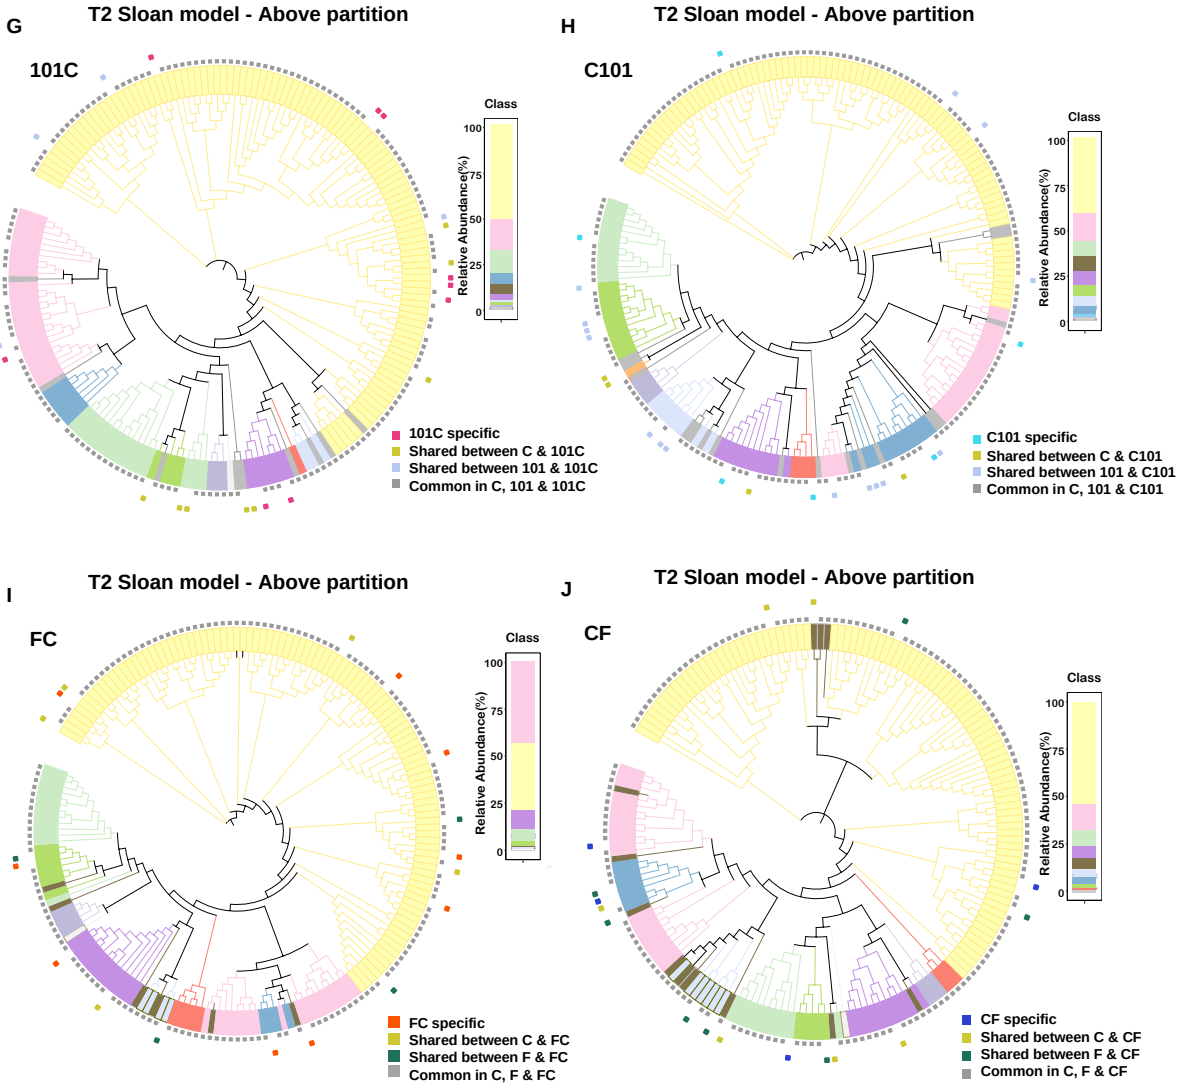 G
T2 Sloan model - Above partition
101C
Class
Relative Abundance(%)
100
75
50
25
0
101C specific
Shared between C & 101C
Shared between 101 & 101C
Common in C, 101 & 101C
H
T2 Sloan model - Above partition
C101
Class
Relative Abundance(%)
100
75
50
25
0
C101 specific
Shared between C & C101
Shared between 101 & C101
Common in C, 101 & C101
I
T2 Sloan model - Above partition
FC
Class
Relative Abundance(%)
100
75
50
25
0
FC specific
Shared between C & FC
Shared between F & FC
Common in C, F & FC
J
T2 Sloan model - Above partition
CF
Class
Relative Abundance(%)
100
75
50
25
0
CF specific
Shared between C & CF
Shared between F & CF
Common in C, F & CF